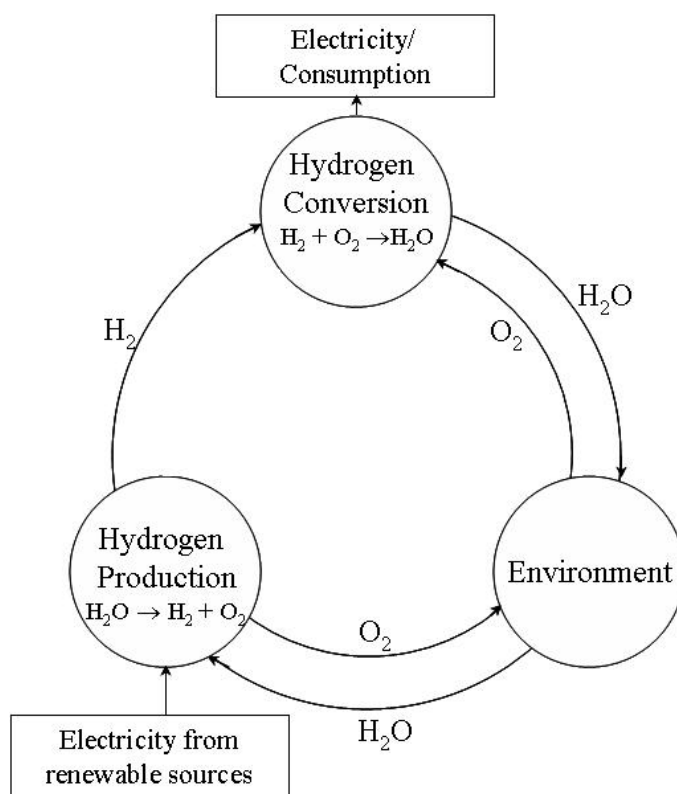 Electricity/
Consumption
Hydrogen
Conversion
H₂ + O₂ →H₂O
H₂O
O₂
H₂
Hydrogen
Production
H₂O → H₂ + O₂
Environment
O₂
H₂O
Electricity from
renewable sources